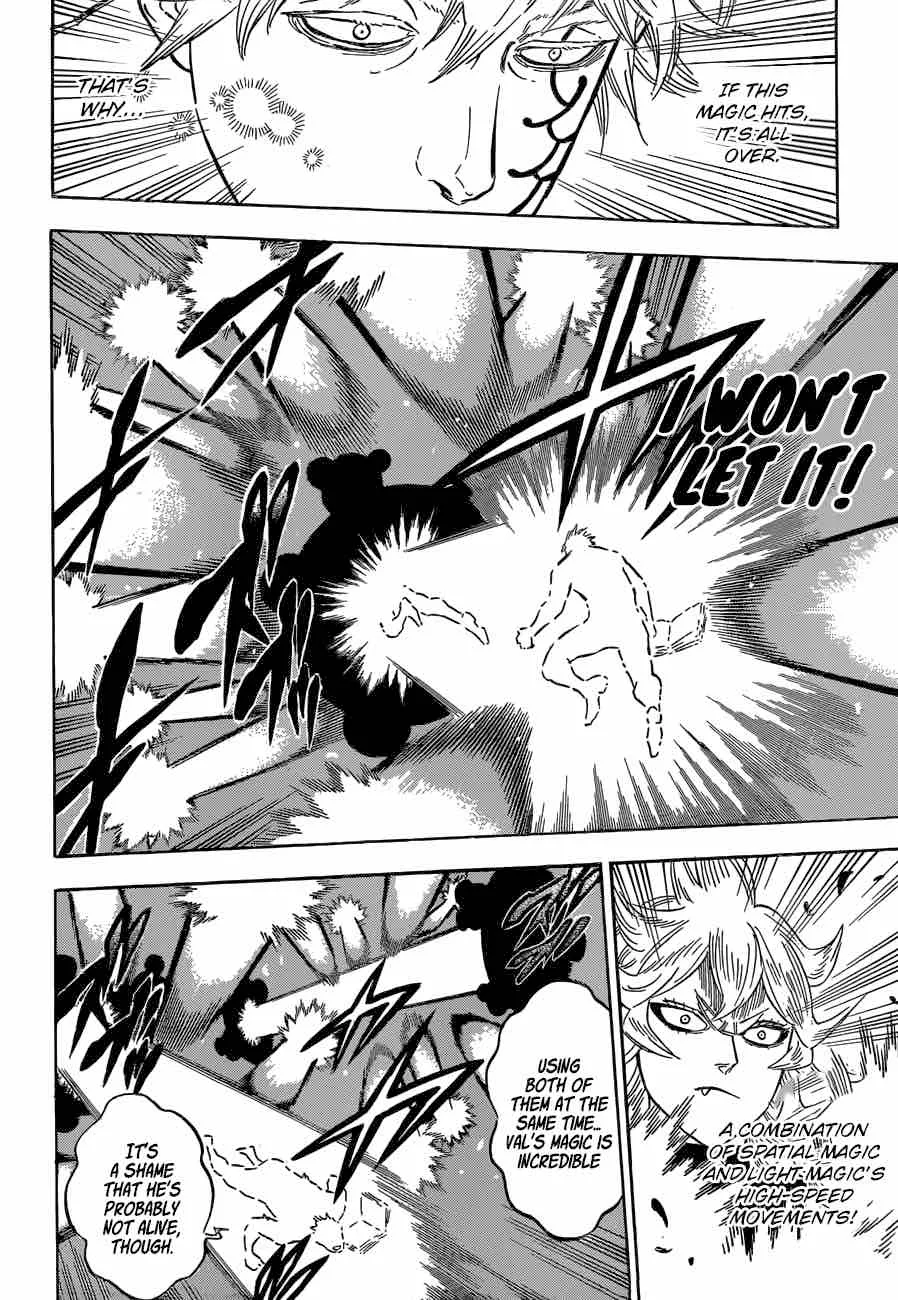 IF THIS
MAGIC HITS,
IT'S ALL
OVER.
THAT'S
WHY...
I WON'T
LET IT!
A COMBINATION
OF SPATIAL MAGIC
AND LIGHT MAGIC'S
HIGH-SPEED
MOVEMENTS!
USING
BOTH OF
THEM AT THE
SAME TIME...
VAL'S MAGIC IS
INCREDIBLE
IT'S
A SHAME
THAT HE'S
PROBABLY
NOT ALIVE,
THOUGH.